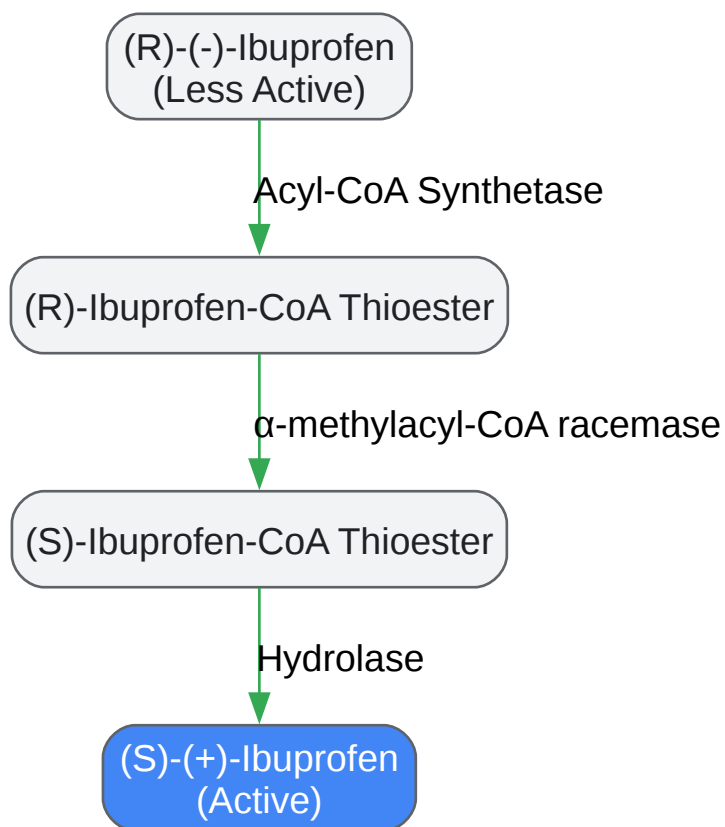 (R)-(-)-Ibuprofen
(Less Active)
Acyl-CoA Synthetase
(R)-Ibuprofen-CoA Thioester
α-methylacyl-CoA racemase
(S)-Ibuprofen-CoA Thioester
Hydrolase
(S)-(+)-Ibuprofen
(Active)